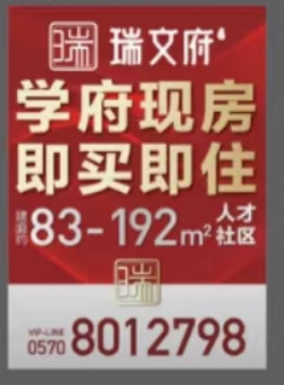 瑞 瑞文府
学府现房
即买即住
建面约 83-192m² 人才社区
瑞
VIP-LINE
0570 8012798